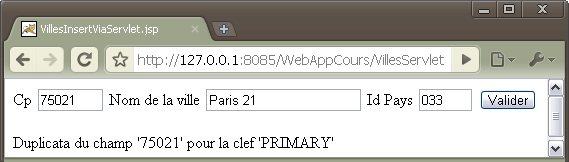 VillesInsertViaServlet.jsp
http://127.0.0.1:8085/WebAppCours/VillesServlet
Cp 75021 Nom de la ville Paris 21 Id Pays 033 Valider
Duplicata du champ '75021' pour la clef 'PRIMARY'